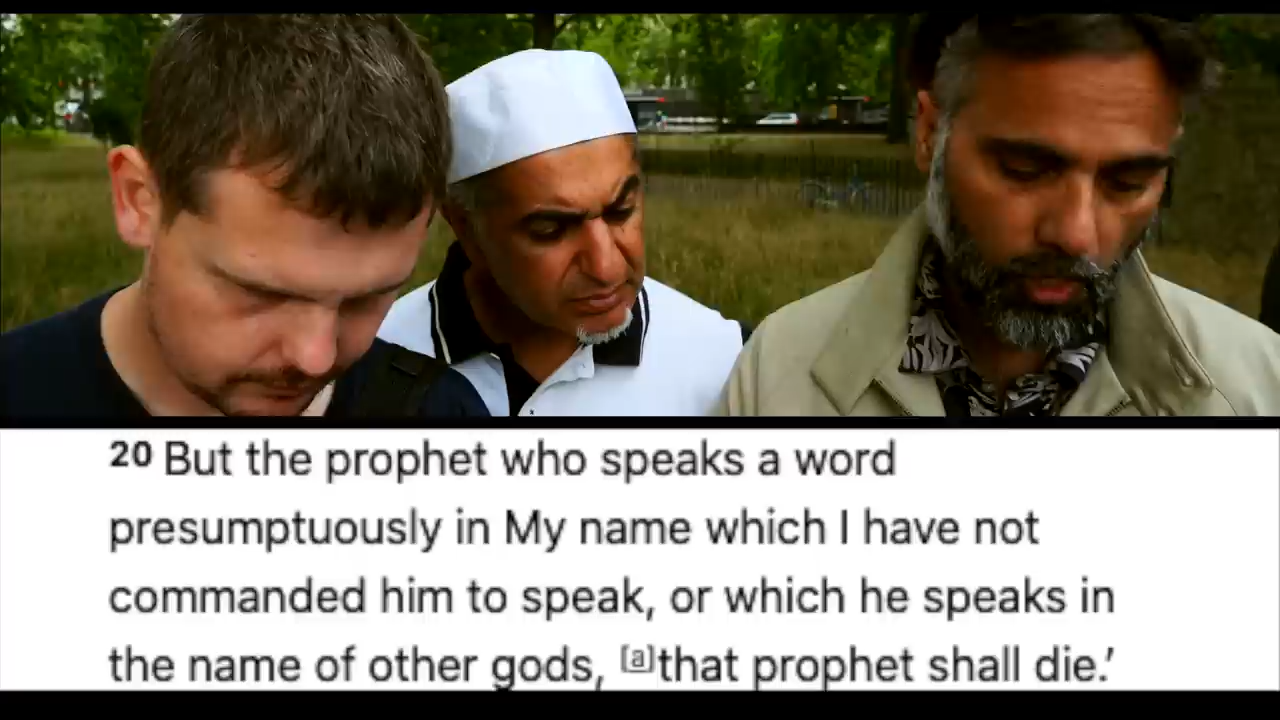 20 But the prophet who speaks a word
presumptuously in My name which I have not
commanded him to speak, or which he speaks in
the name of other gods, [a]that prophet shall die.’